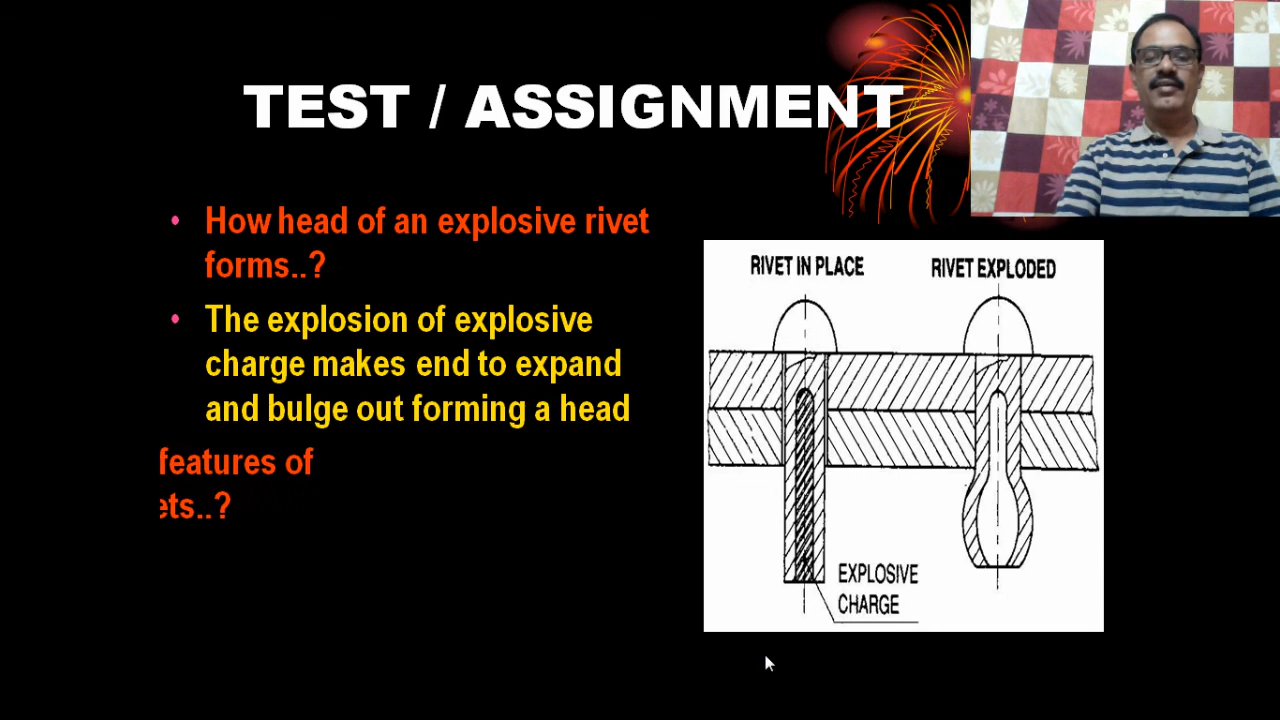 TEST / ASSIGNMENT
• How head of an explosive rivet
forms..?
• The explosion of explosive
charge makes end to expand
and bulge out forming a head
features of
ets..?
RIVET IN PLACE
RIVET EXPLODED
EXPLOSIVE
CHARGE